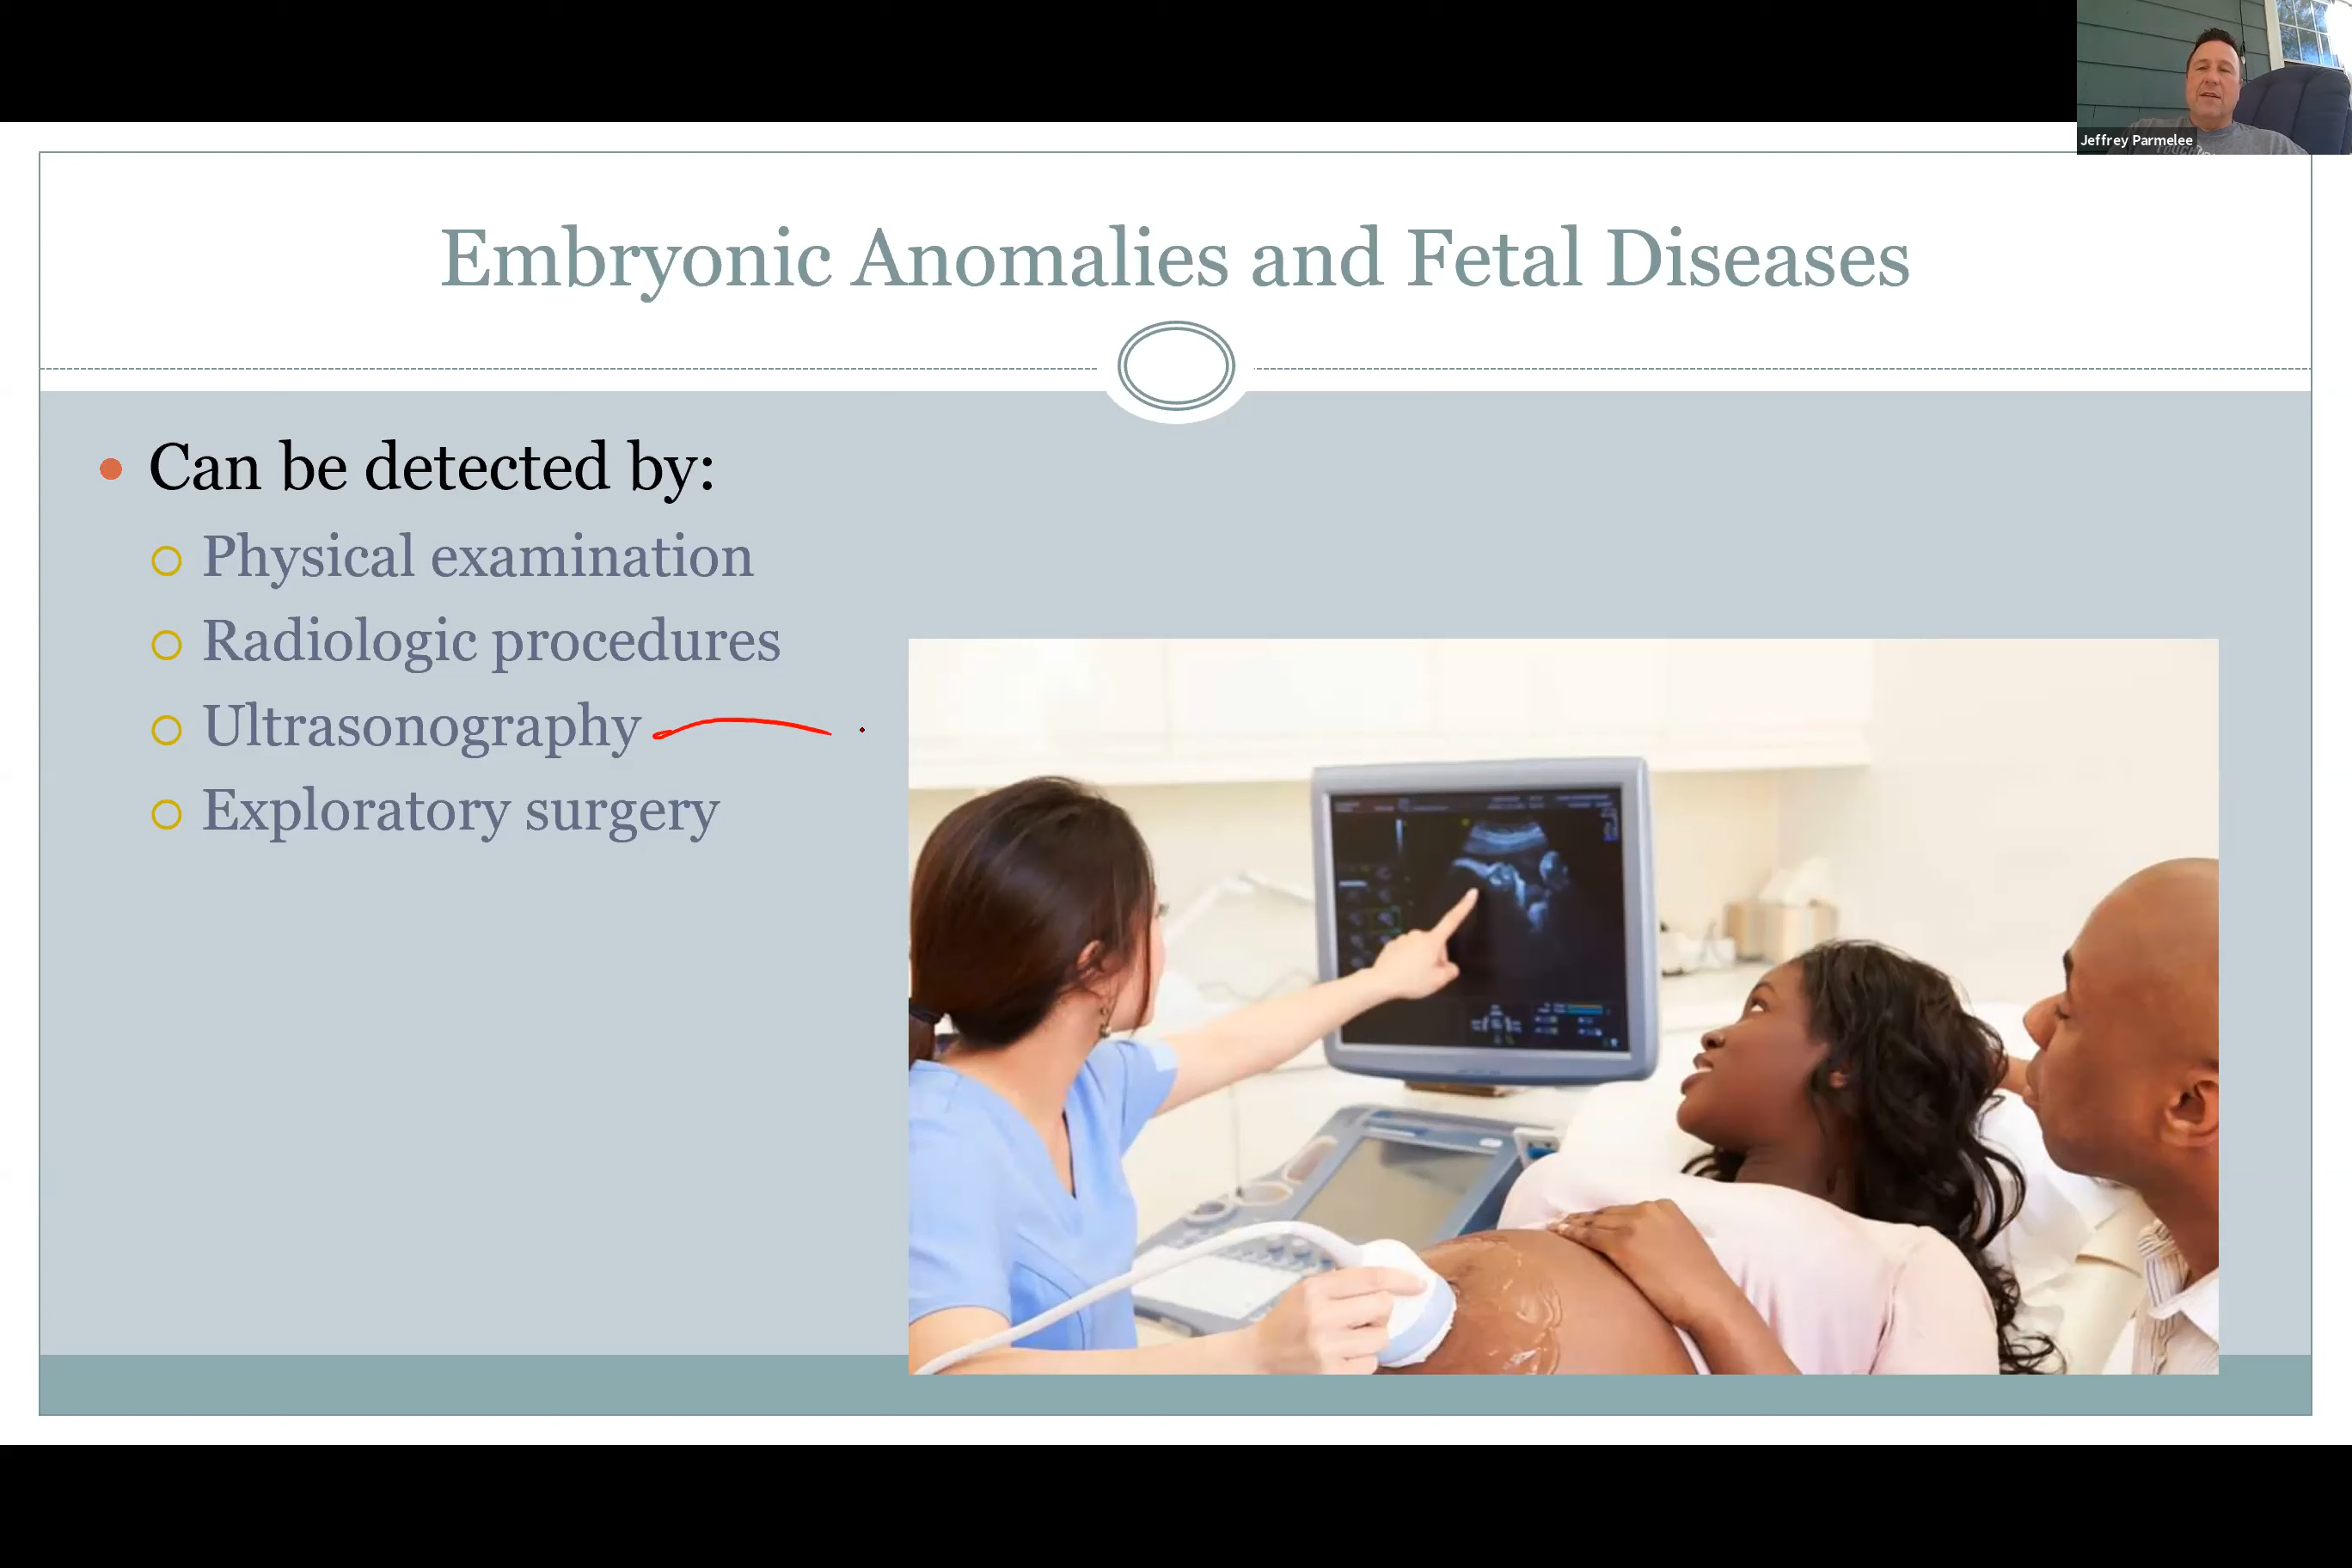 Jeffrey Parmelee
Embryonic Anomalies and Fetal Diseases
Can be detected by:
Physical examination
Radiologic procedures
Ultrasonography
Exploratory surgery